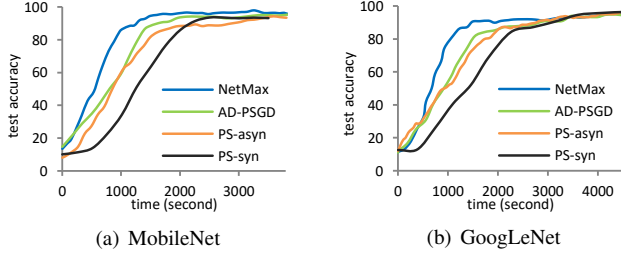 100
80
60
40
20
0
test accuracy
NetMax
AD-PSGD
PS-asyn
PS-syn
0 1000 2000 3000
time (second)
(a) MobileNet
100
80
60
40
20
0
test accuracy
NetMax
AD-PSGD
PS-asyn
PS-syn
0 1000 2000 3000 4000
time (second)
(b) GoogLeNet